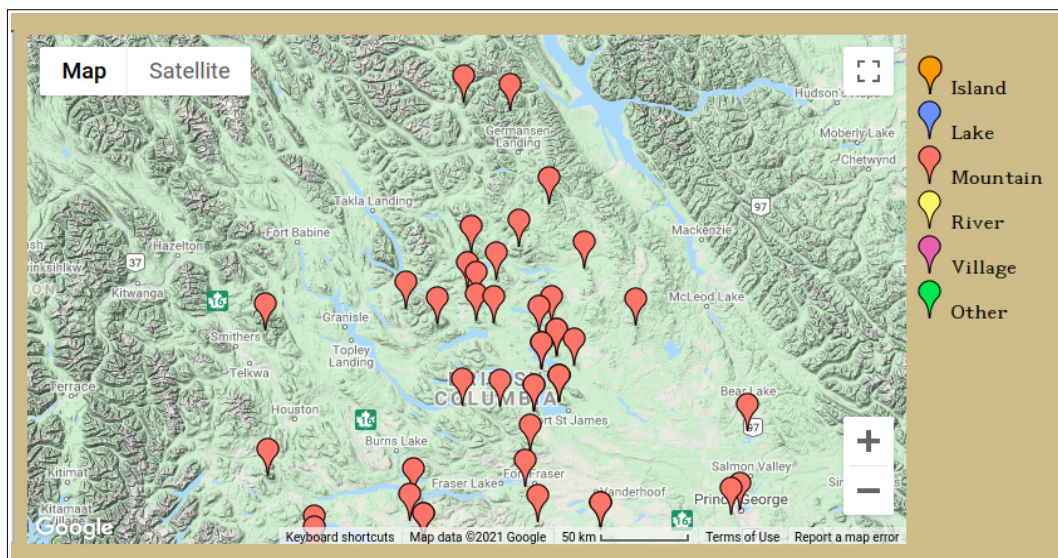 Map
Satellite
Hudson's Hope
Germansen
Landing
Moberly Lake
Chetwynd
Takla Landing
97
Fort Babine
Mackenzie
Hazelton
37
Kitwanga
16
McLeod Lake
Granisle
Smithers
Topley
Landing
Telkwa
BRITISH
COLUMBIA
Terrace
Bear Lake
Houston
16
Fort St James
97
Burns Lake
Salmon Valley
Kitimat
Fraser Lake
Fort Fraser
Vanderhoof
Prince George
Kitamaat
Village
16
Google
Keyboard shortcuts
Map data ©2021 Google
50 km
Terms of Use
Report a map error
Island
Lake
Mountain
River
Village
Other